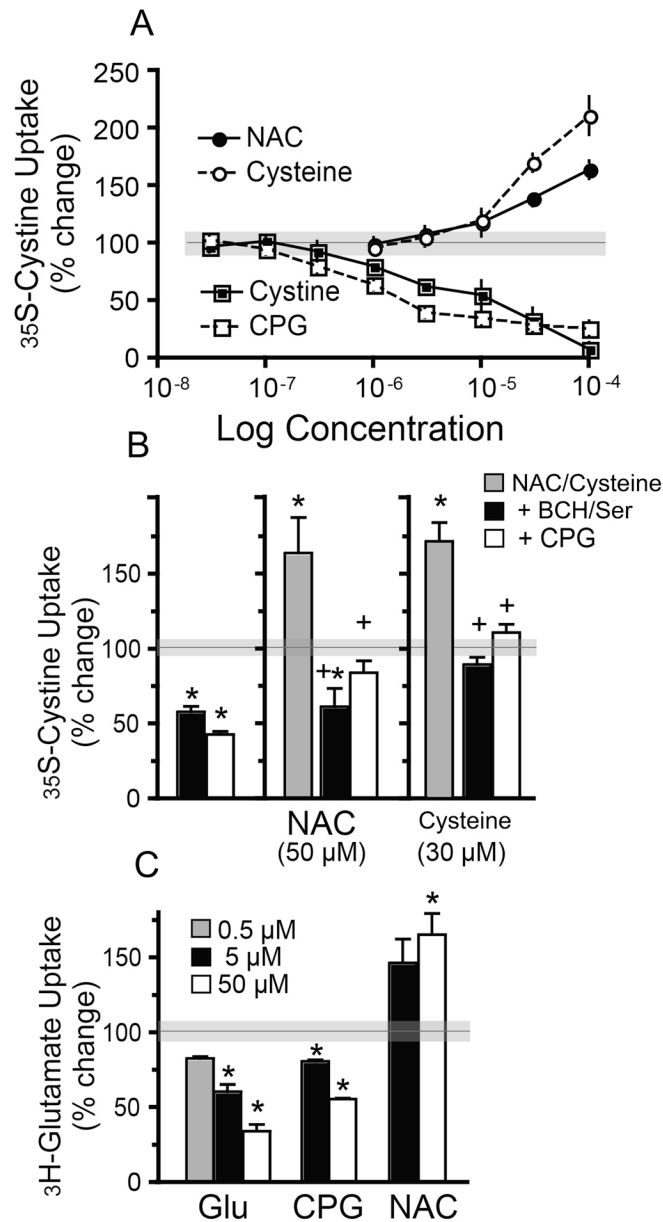 A
250
200
150
100
50
0
35S-Cystine Uptake
(% change)
NAC
Cysteine
Cystine
CPG
10-8
10-7
10-6
10-5
10-4
Log Concentration
B
NAC/Cysteine
+ BCH/Ser
+ CPG
35S-Cystine Uptake
(% change)
150
100
50
0
* *
* +* +
* + +
NAC
(50 µM)
Cysteine
(30 µM)
C
3H-Glutamate Uptake
(% change)
150
100
50
0
0.5 µM
5 µM
50 µM
* *
* *
*
Glu
CPG
NAC